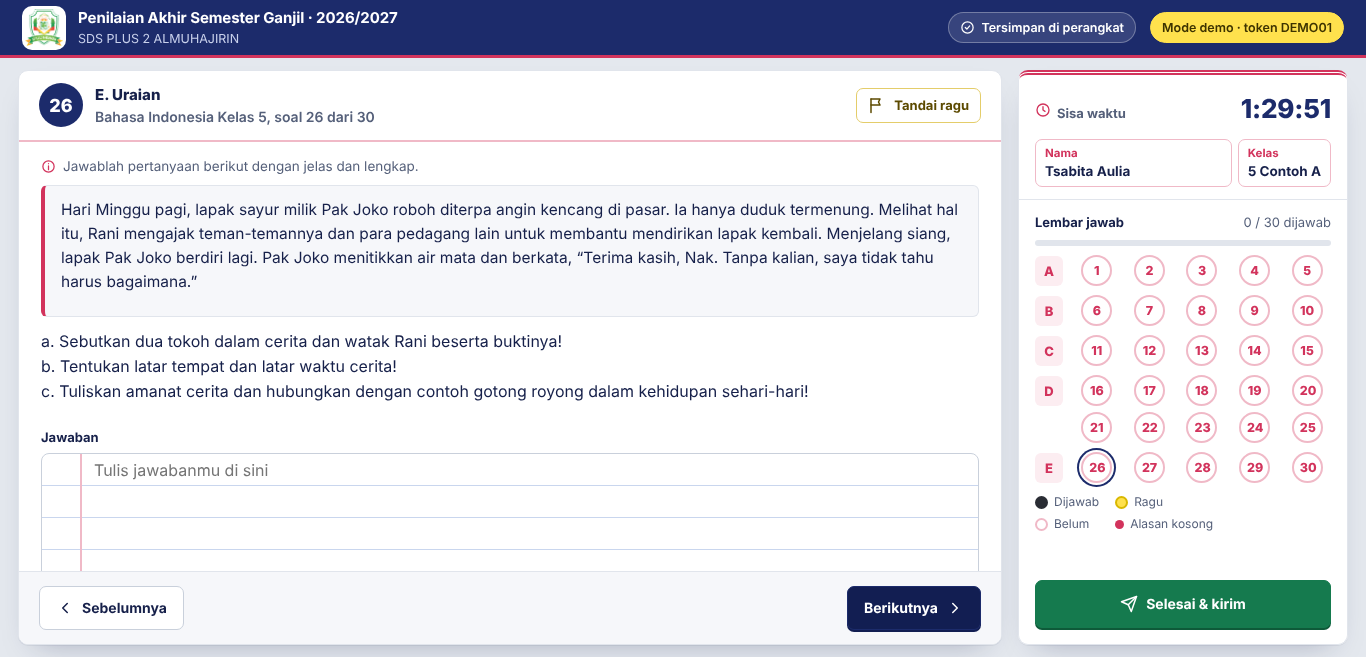 Penilaian Akhir Semester Ganjil · 2026/2027
SDS PLUS 2 ALMUHAJIRIN
Tersimpan di perangkat
Mode demo · token DEMO01
26
E. Uraian
Bahasa Indonesia Kelas 5, soal 26 dari 30
Tandai ragu
Jawablah pertanyaan berikut dengan jelas dan lengkap.
Hari Minggu pagi, lapak sayur milik Pak Joko roboh diterpa angin kencang di pasar. Ia hanya duduk termenung. Melihat hal
itu, Rani mengajak teman-temannya dan para pedagang lain untuk membantu mendirikan lapak kembali. Menjelang siang,
lapak Pak Joko berdiri lagi. Pak Joko menitikkan air mata dan berkata, “Terima kasih, Nak. Tanpa kalian, saya tidak tahu
harus bagaimana.”
a. Sebutkan dua tokoh dalam cerita dan watak Rani beserta buktinya!
b. Tentukan latar tempat dan latar waktu cerita!
c. Tuliskan amanat cerita dan hubungkan dengan contoh gotong royong dalam kehidupan sehari-hari!
Jawaban
Tulis jawabanmu di sini
Sebelumnya
Berikutnya
Sisa waktu
1:29:51
Nama
Tsabita Aulia
Kelas
5 Contoh A
Lembar jawab
0 / 30 dijawab
A 1 2 3 4 5
B 6 7 8 9 10
C 11 12 13 14 15
D 16 17 18 19 20
21 22 23 24 25
E 26 27 28 29 30
Dijawab
Ragu
Belum
Alasan kosong
Selesai & kirim